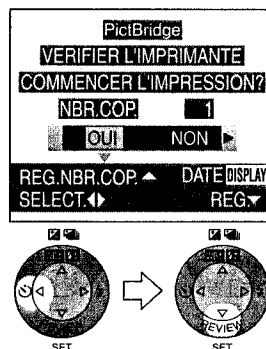 PictBridge
VERIFIER L'IMPRIMANTE
COMMENCER L'IMPRESSION?
NBR.COP. 1
OUI NON
REG.NBR.COP. DATE DISPLAY
SELECT. REG.
REVIEW
SET SET